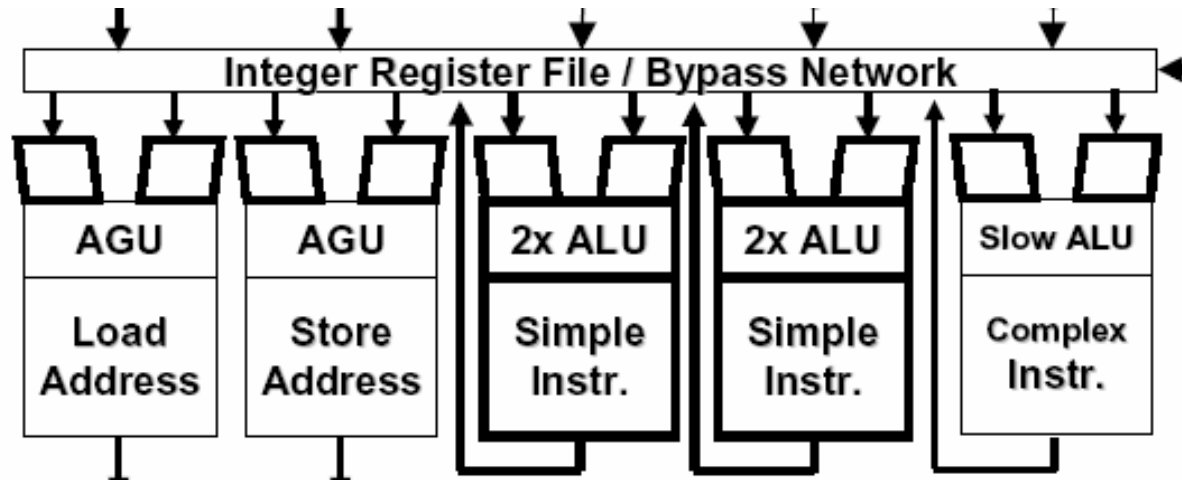 Integer Register File / Bypass Network
AGU
AGU
2x ALU
2x ALU
Slow ALU
Load
Address
Store
Address
Simple
Instr.
Simple
Instr.
Complex
Instr.